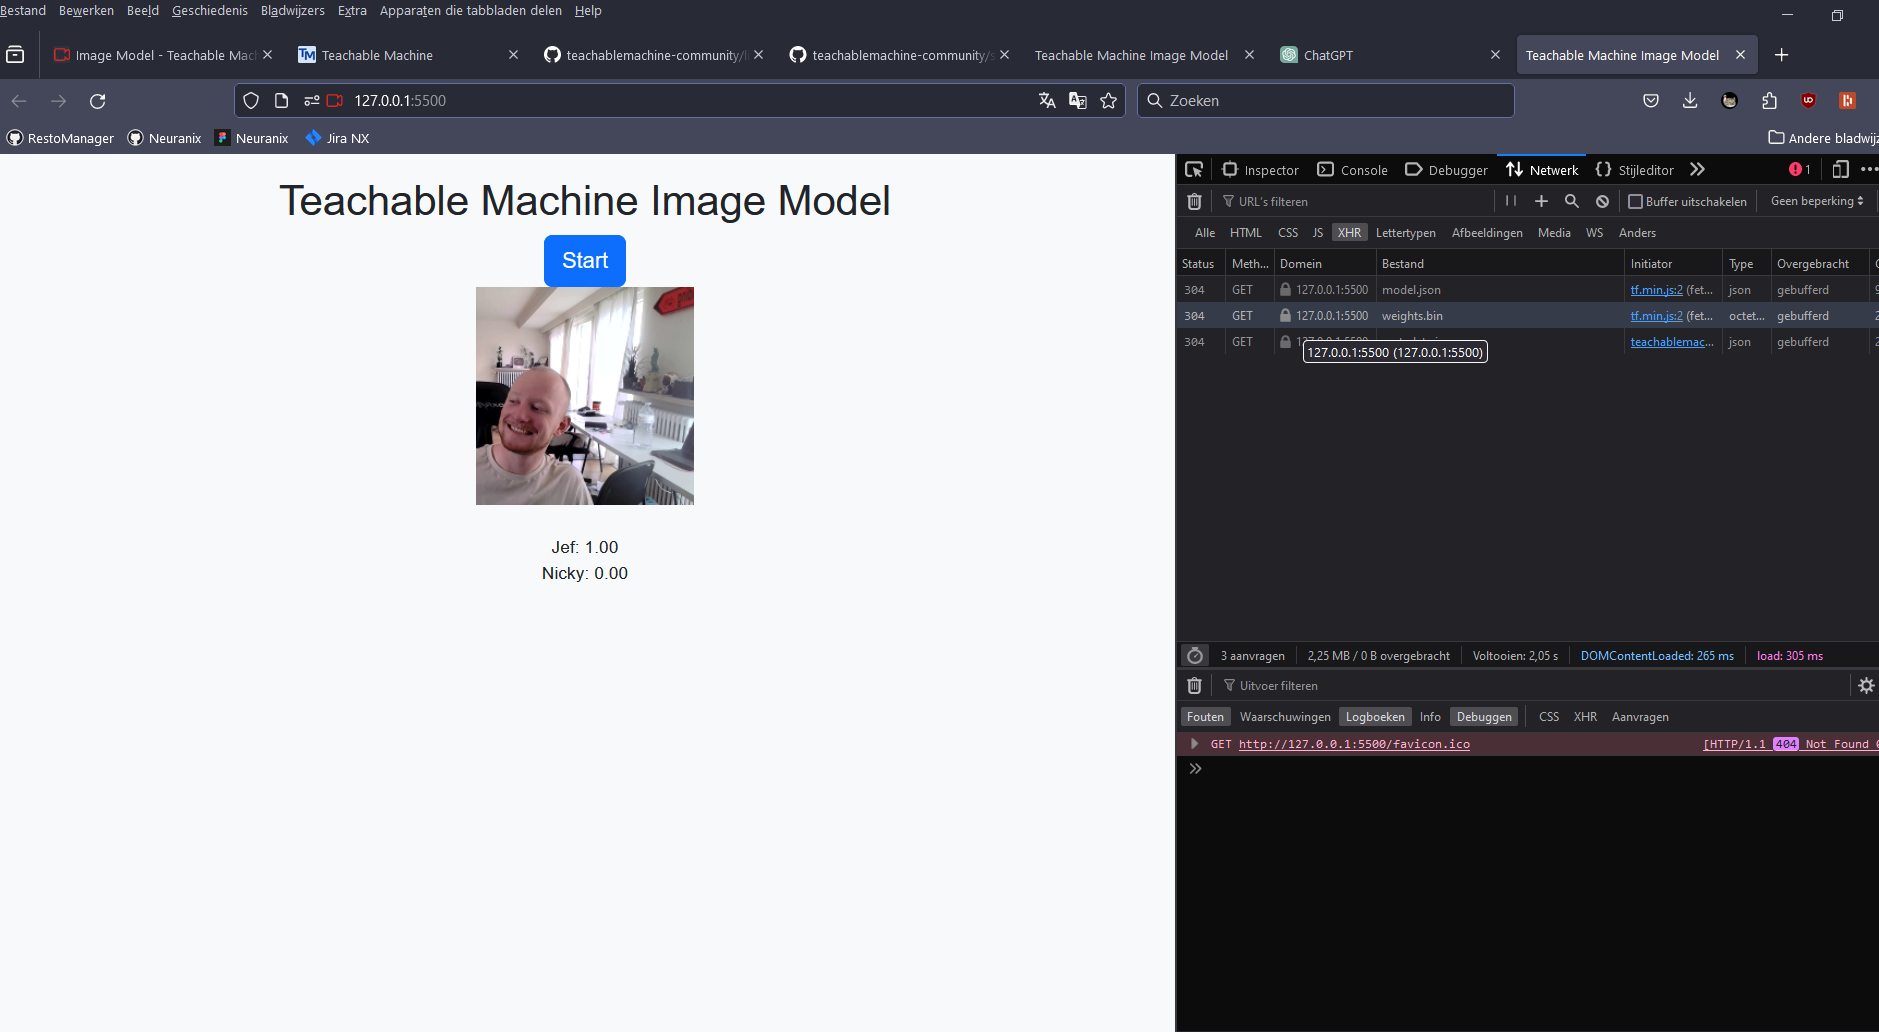 Bestand Bewerken Beeld Geschiedenis Bladwijzers Extra Apparaten die tabbladen delen Help
Image Model - Teachable Mac
Teachable Machine
teachablemachine-community/
teachablemachine-community/
Teachable Machine Image Model
ChatGPT
Teachable Machine Image Model
127.0.0.1:5500
Zoeken
RestoManager Neuranix Neuranix Jira NX
Andere bladwijz
Teachable Machine Image Model
Start
Jef: 1.00
Nicky: 0.00
Inspector Console Debugger Netwerk Stijleditor 1
URL's filteren Buffer uitschakelen Geen beperking
Alle HTML CSS JS XHR Lettertypen Afbeeldingen Media WS Anders
Status Meth... Domein Bestand Initiator Type Overgebracht
304 GET 127.0.0.1:5500 model.json tf.min.js:2 (fet... json gebufferd
304 GET 127.0.0.1:5500 weights.bin tf.min.js:2 (fet... octet... gebufferd
304 GET teachablemac... json gebufferd
127.0.0.1:5500 (127.0.0.1:5500)
3 aanvragen 2,25 MB / 0 B overgebracht Voltooien: 2,05 s DOMContentLoaded: 265 ms load: 305 ms
Uitvoer filteren
Fouten Waarschuwingen Logboeken Info Debuggen CSS XHR Aanvragen
GET http://127.0.0.1:5500/favicon.ico [HTTP/1.1 404 Not Found